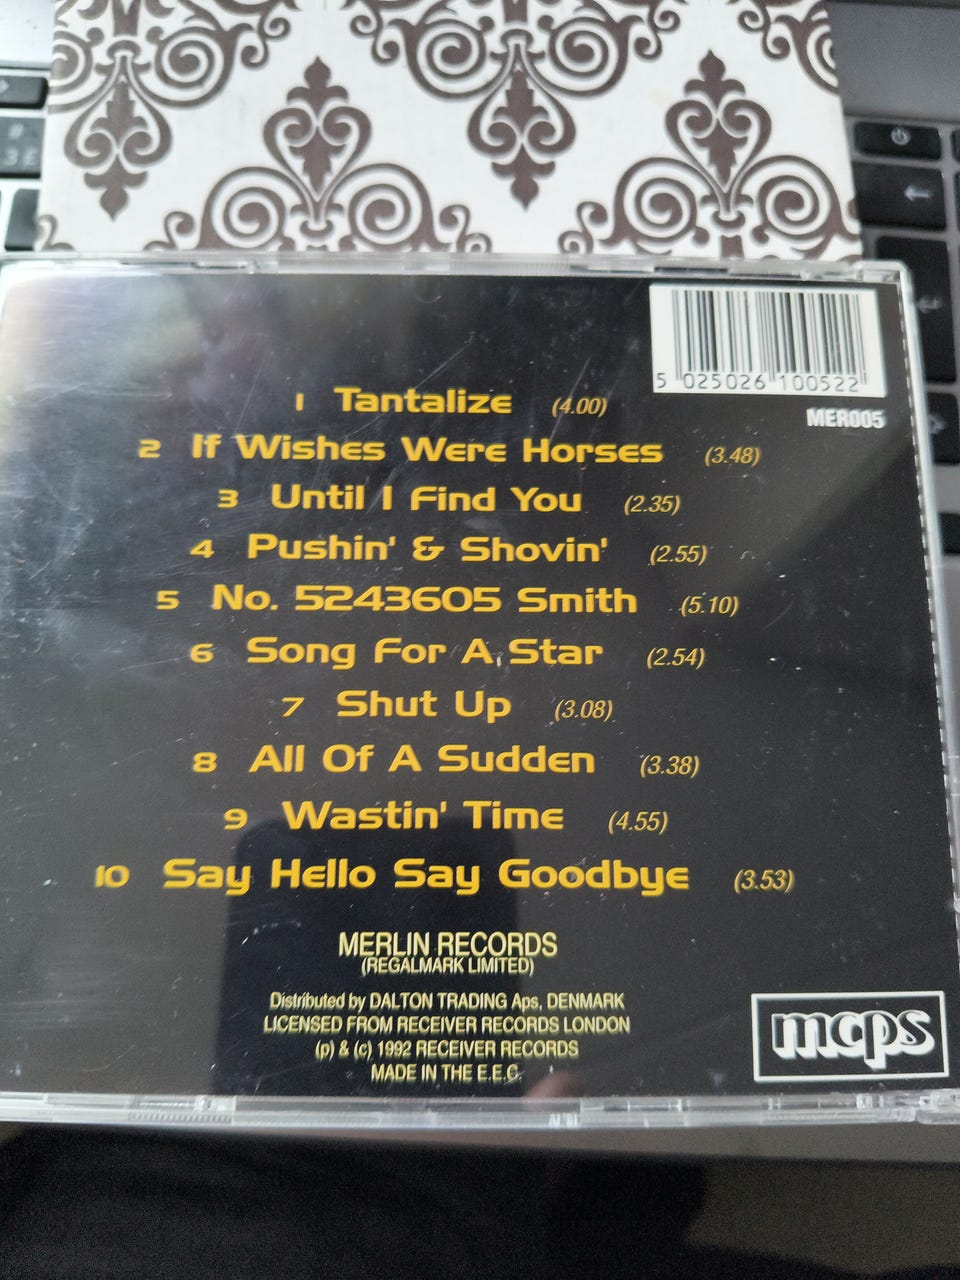 5 025026 100522
MER005
1 Tantalize (4.00)
2 If Wishes Were Horses (3.48)
3 Until I Find You (2.35)
4 Pushin' & Shovin' (2.55)
5 No. 5243605 Smith (5.10)
6 Song For A Star (2.54)
7 Shut Up (3.08)
8 All Of A Sudden (3.38)
9 Wastin' Time (4.55)
10 Say Hello Say Goodbye (3.53)
MERLIN RECORDS
(REGALMARK LIMITED)
Distributed by DALTON TRADING Aps, DENMARK
LICENSED FROM RECEIVER RECORDS LONDON
(p) & (c) 1992 RECEIVER RECORDS
MADE IN THE E.E.C.
mcps